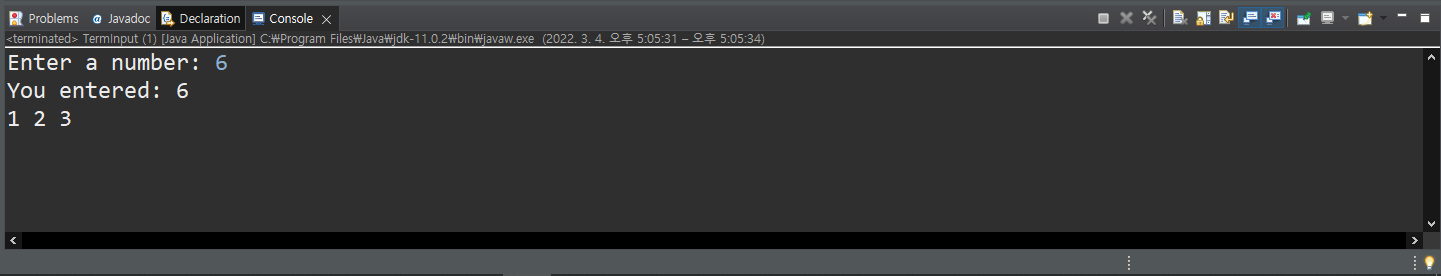 Problems @ Javadoc Declaration Console
<terminated> TermInput (1) [Java Application] C:₩Program Files₩Java₩jdk-11.0.2₩bin₩javaw.exe (2022. 3. 4. 오후 5:05:31 – 오후 5:05:34)
Enter a number: 6
You entered: 6
1 2 3